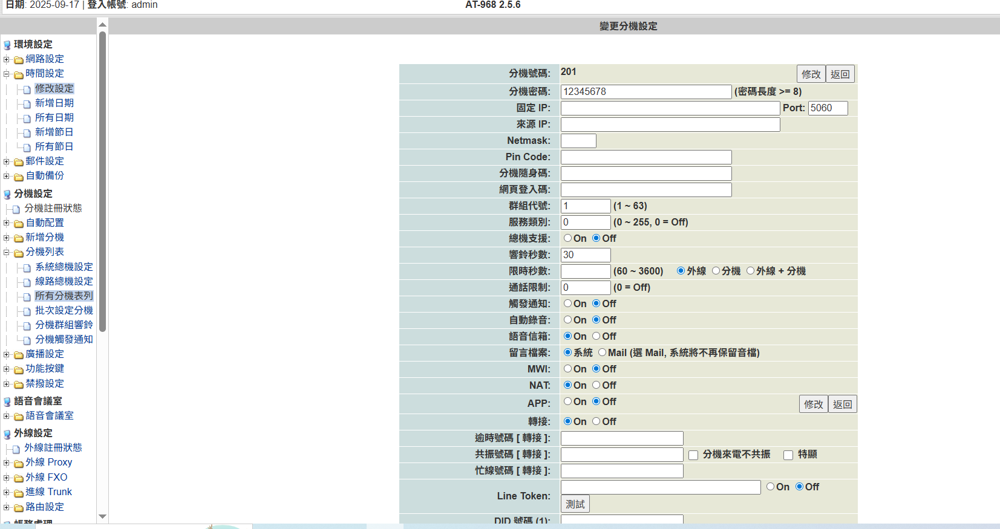 日期: 2025-09-17 | 登入帳號: admin
AT-968 2.5.6
變更分機設定
環境設定
網路設定
時間設定
修改設定
新增日期
所有日期
新增節日
所有節日
郵件設定
自動備份
分機設定
分機註冊狀態
自動配置
新增分機
分機列表
系統總機設定
線路總機設定
所有分機表列
批次設定分機
分機群組響鈴
分機觸發通知
廣播設定
功能按鍵
禁撥設定
語音會議室
語音會議室
外線設定
外線註冊狀態
外線 Proxy
外線 FXO
進線 Trunk
路由設定
帳務處理
分機號碼: 201 修改 返回
分機密碼: 12345678 (密碼長度 >= 8)
固定 IP: Port: 5060
來源 IP:
Netmask:
Pin Code:
分機隨身碼:
網頁登入碼:
群組代號: 1 (1 ~ 63)
服務類別: 0 (0 ~ 255, 0 = Off)
總機支援: On Off
響鈴秒數: 30
限時秒數: (60 ~ 3600) 外線 分機 外線 + 分機
通話限制: 0 (0 = Off)
觸發通知: On Off
自動錄音: On Off
語音信箱: On Off
留言檔案: 系統 Mail (選 Mail, 系統將不再保留音檔)
MWI: On Off
NAT: On Off
APP: On Off 修改 返回
轉接: On Off
逾時號碼 [ 轉接 ]:
共振號碼 [ 轉接 ]: 分機來電不共振 特顯
忙線號碼 [ 轉接 ]:
Line Token: On Off
測試
DID 號碼 (1):